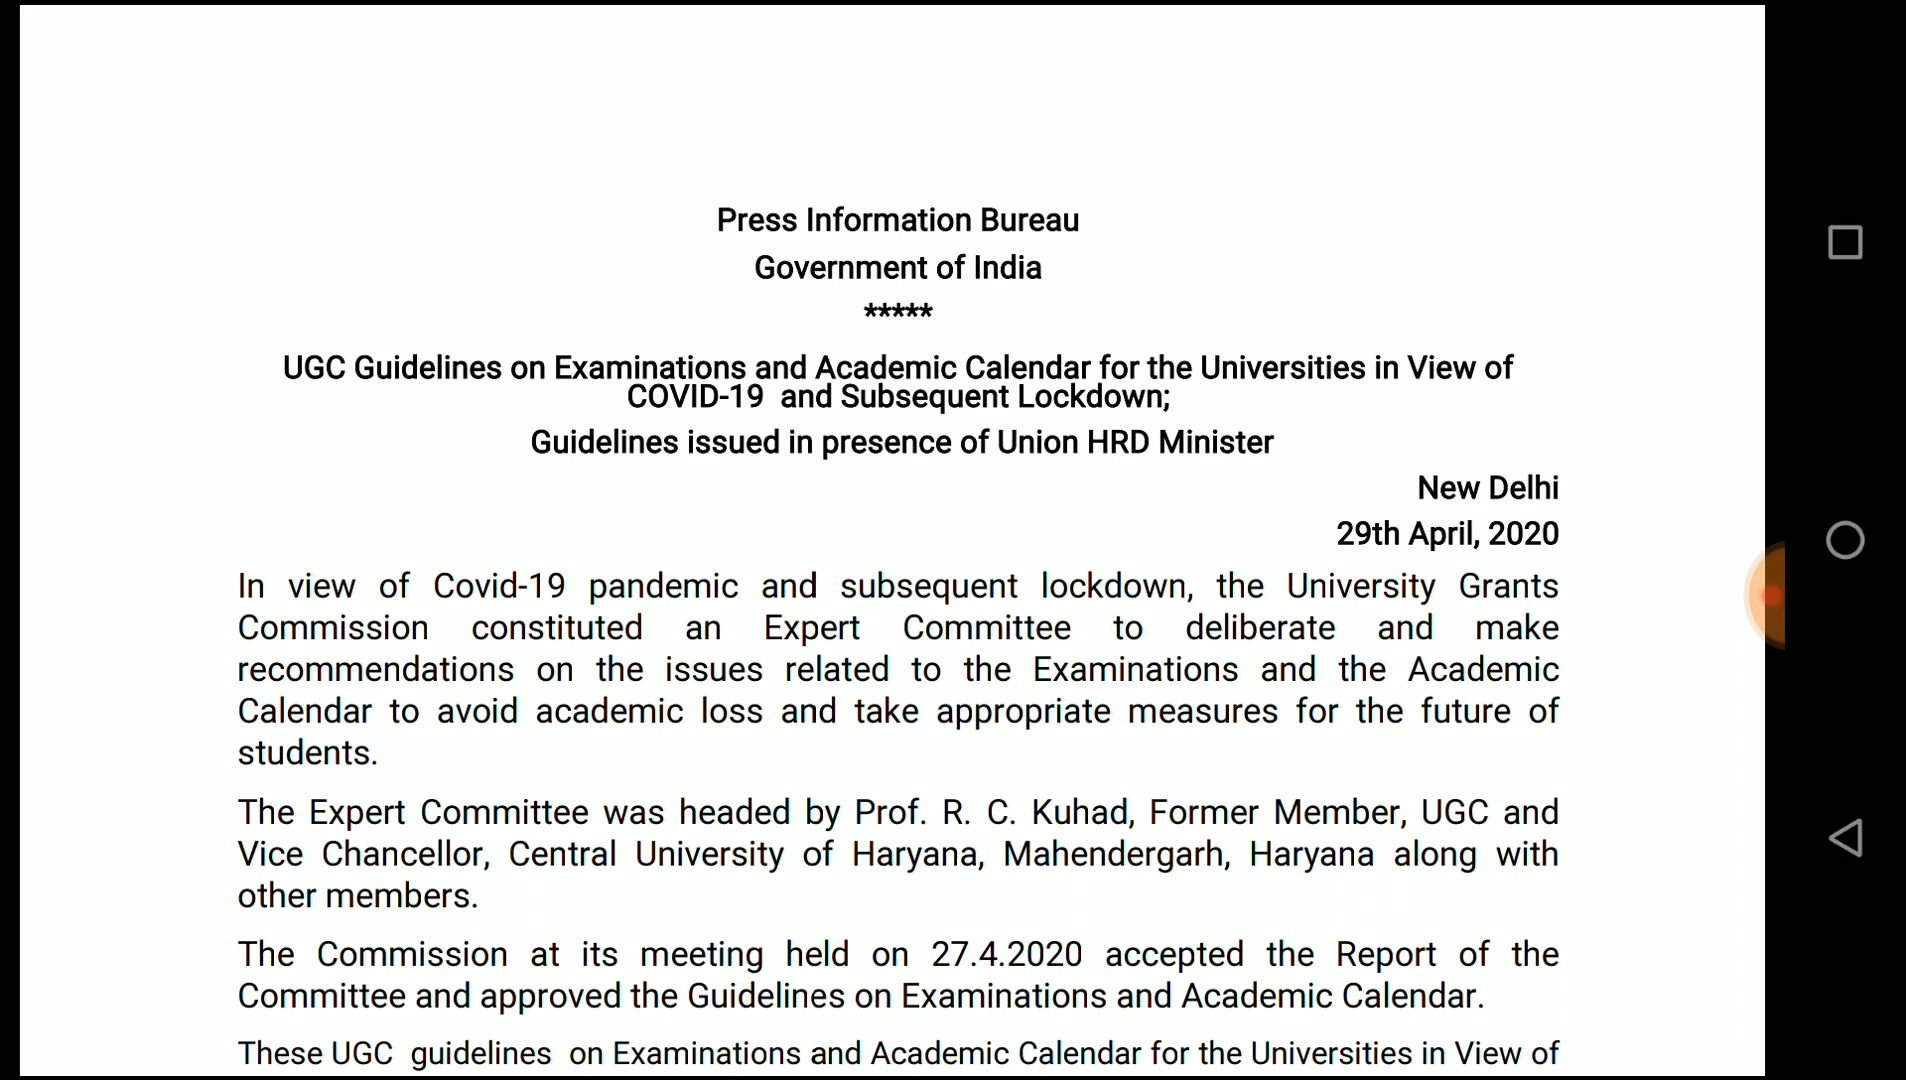 Press Information Bureau
Government of India
*****
UGC Guidelines on Examinations and Academic Calendar for the Universities in View of
COVID-19 and Subsequent Lockdown;
Guidelines issued in presence of Union HRD Minister
New Delhi
29th April, 2020
In view of Covid-19 pandemic and subsequent lockdown, the University Grants
Commission constituted an Expert Committee to deliberate and make
recommendations on the issues related to the Examinations and the Academic
Calendar to avoid academic loss and take appropriate measures for the future of
students.
The Expert Committee was headed by Prof. R. C. Kuhad, Former Member, UGC and
Vice Chancellor, Central University of Haryana, Mahendergarh, Haryana along with
other members.
The Commission at its meeting held on 27.4.2020 accepted the Report of the
Committee and approved the Guidelines on Examinations and Academic Calendar.
These UGC guidelines on Examinations and Academic Calendar for the Universities in View of